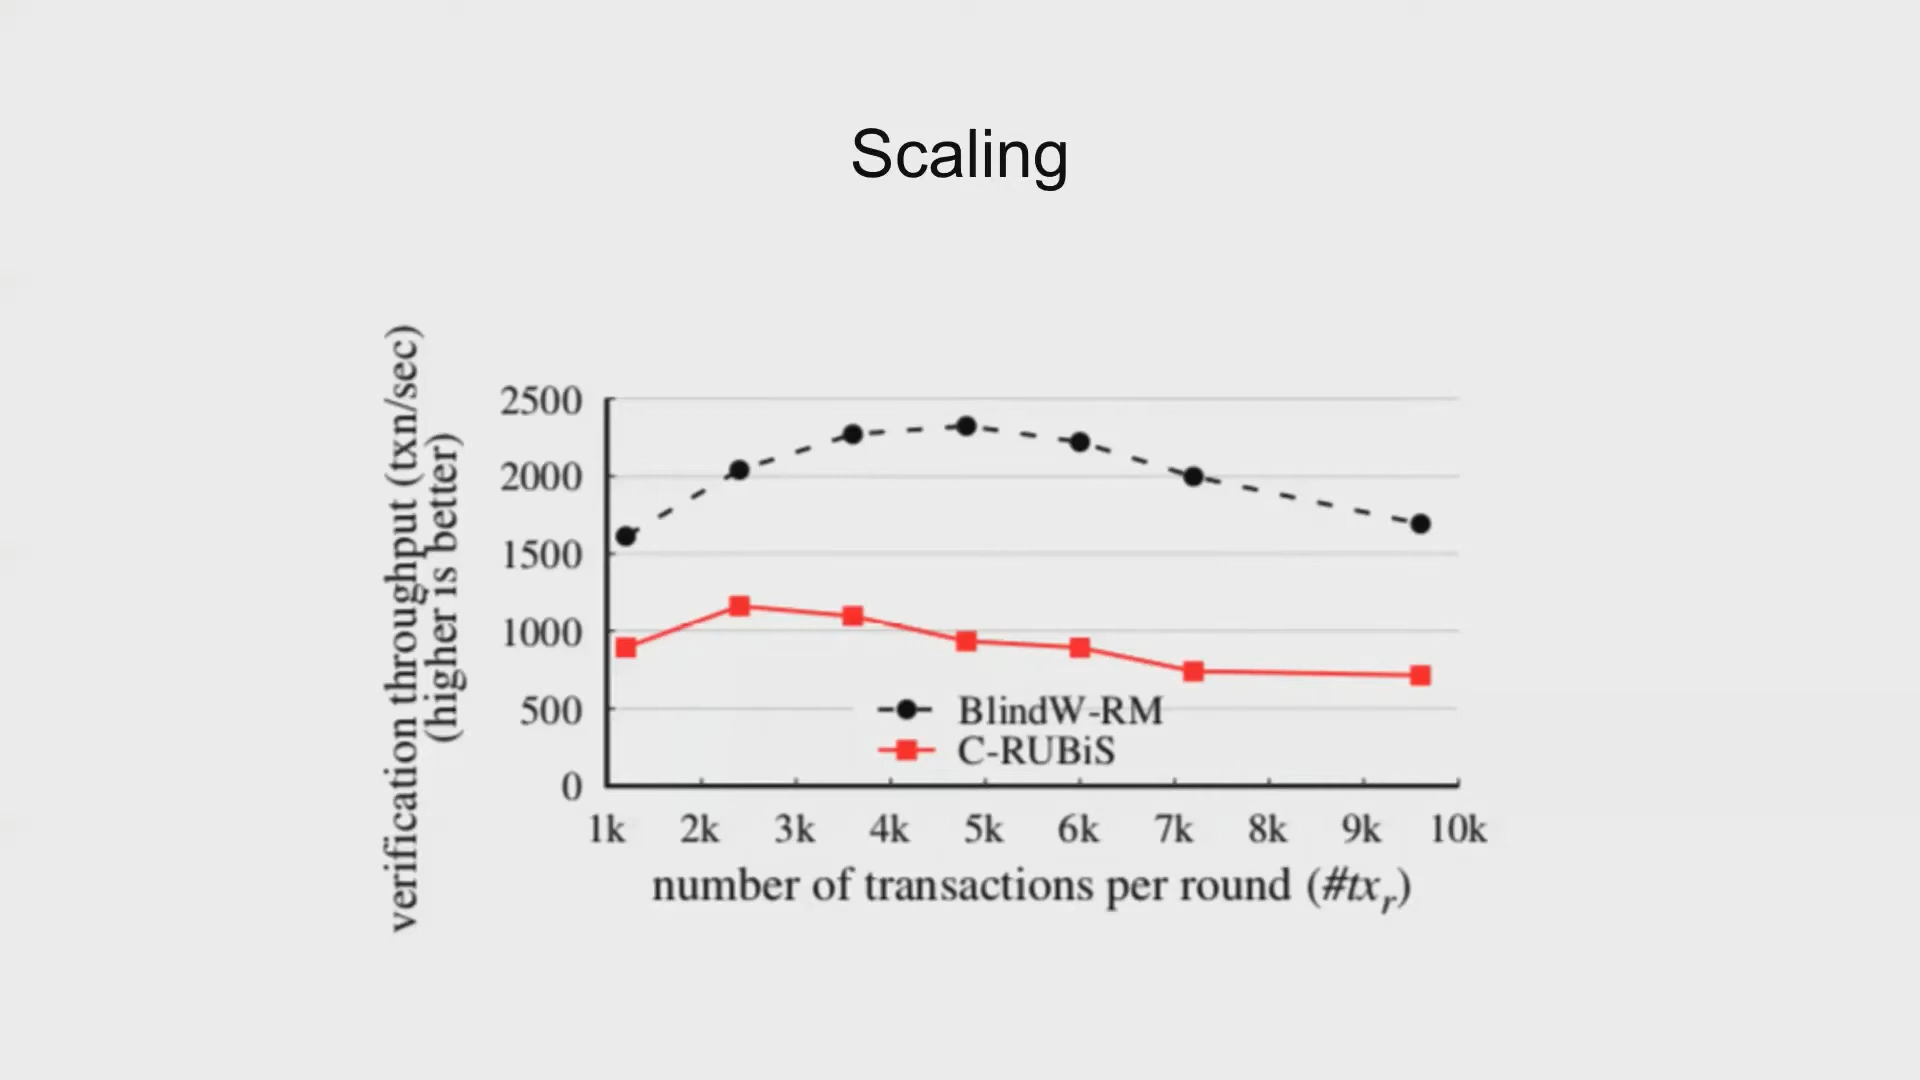 Scaling
verification throughput (txn/sec)
(higher is better)
2500
2000
1500
1000
500
0
BlindW-RM
C-RUBiS
1k 2k 3k 4k 5k 6k 7k 8k 9k 10k
number of transactions per round (#txr)